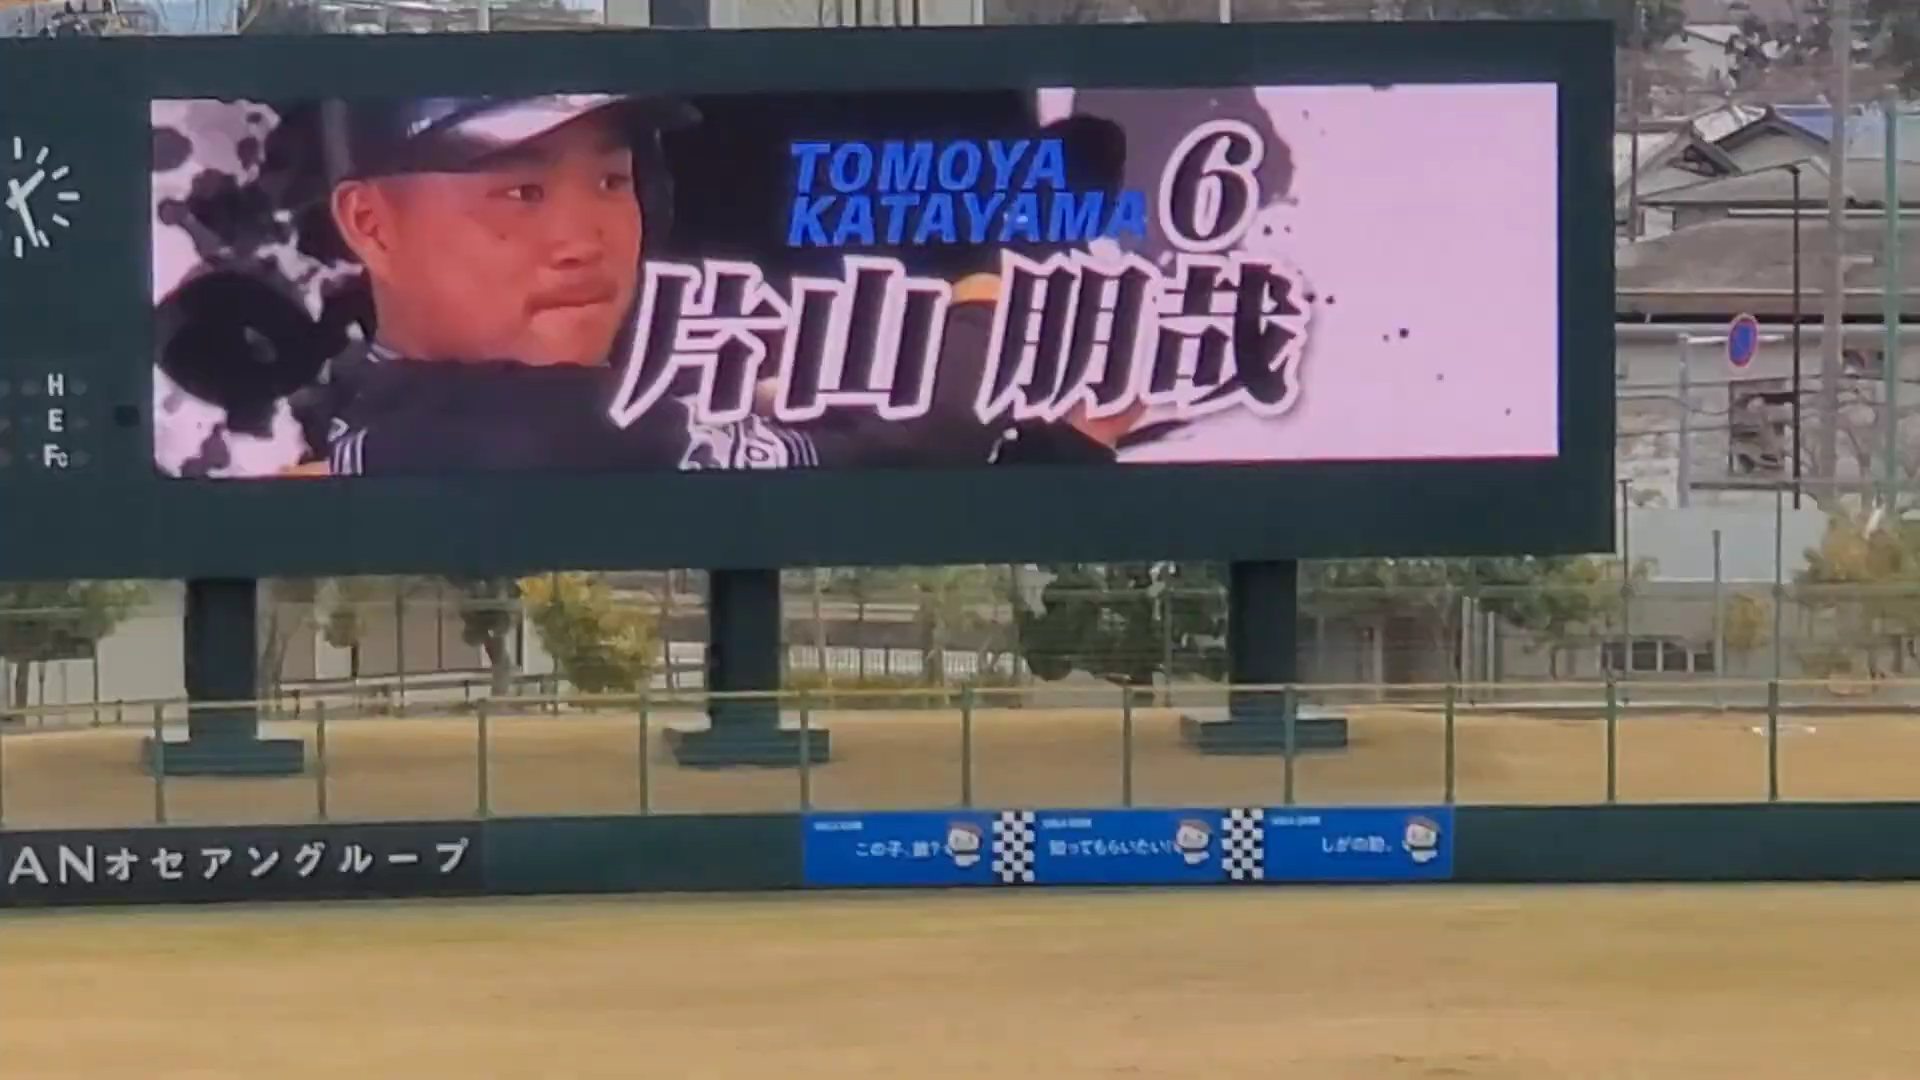 TOMOYA
KATAYAMA
6
片山 朋哉
H
E
Fc
ANオセアングループ
この子、誰?
知ってもらいたい!
しがの助。